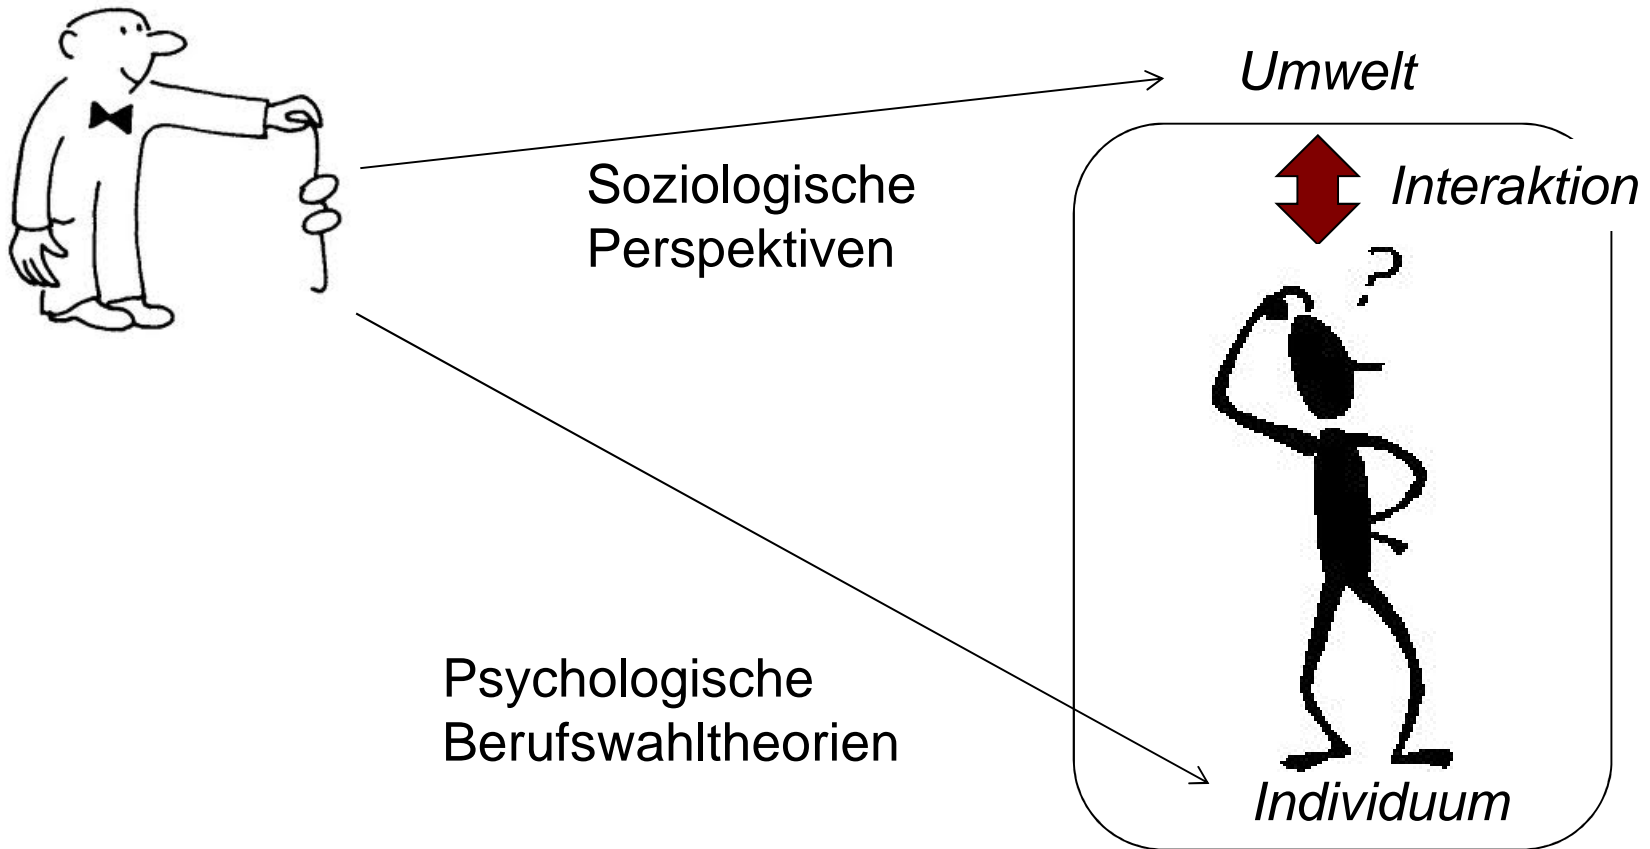 Umwelt
Interaktion
Soziologische
Perspektiven
?
Psychologische
Berufswahltheorien
Individuum